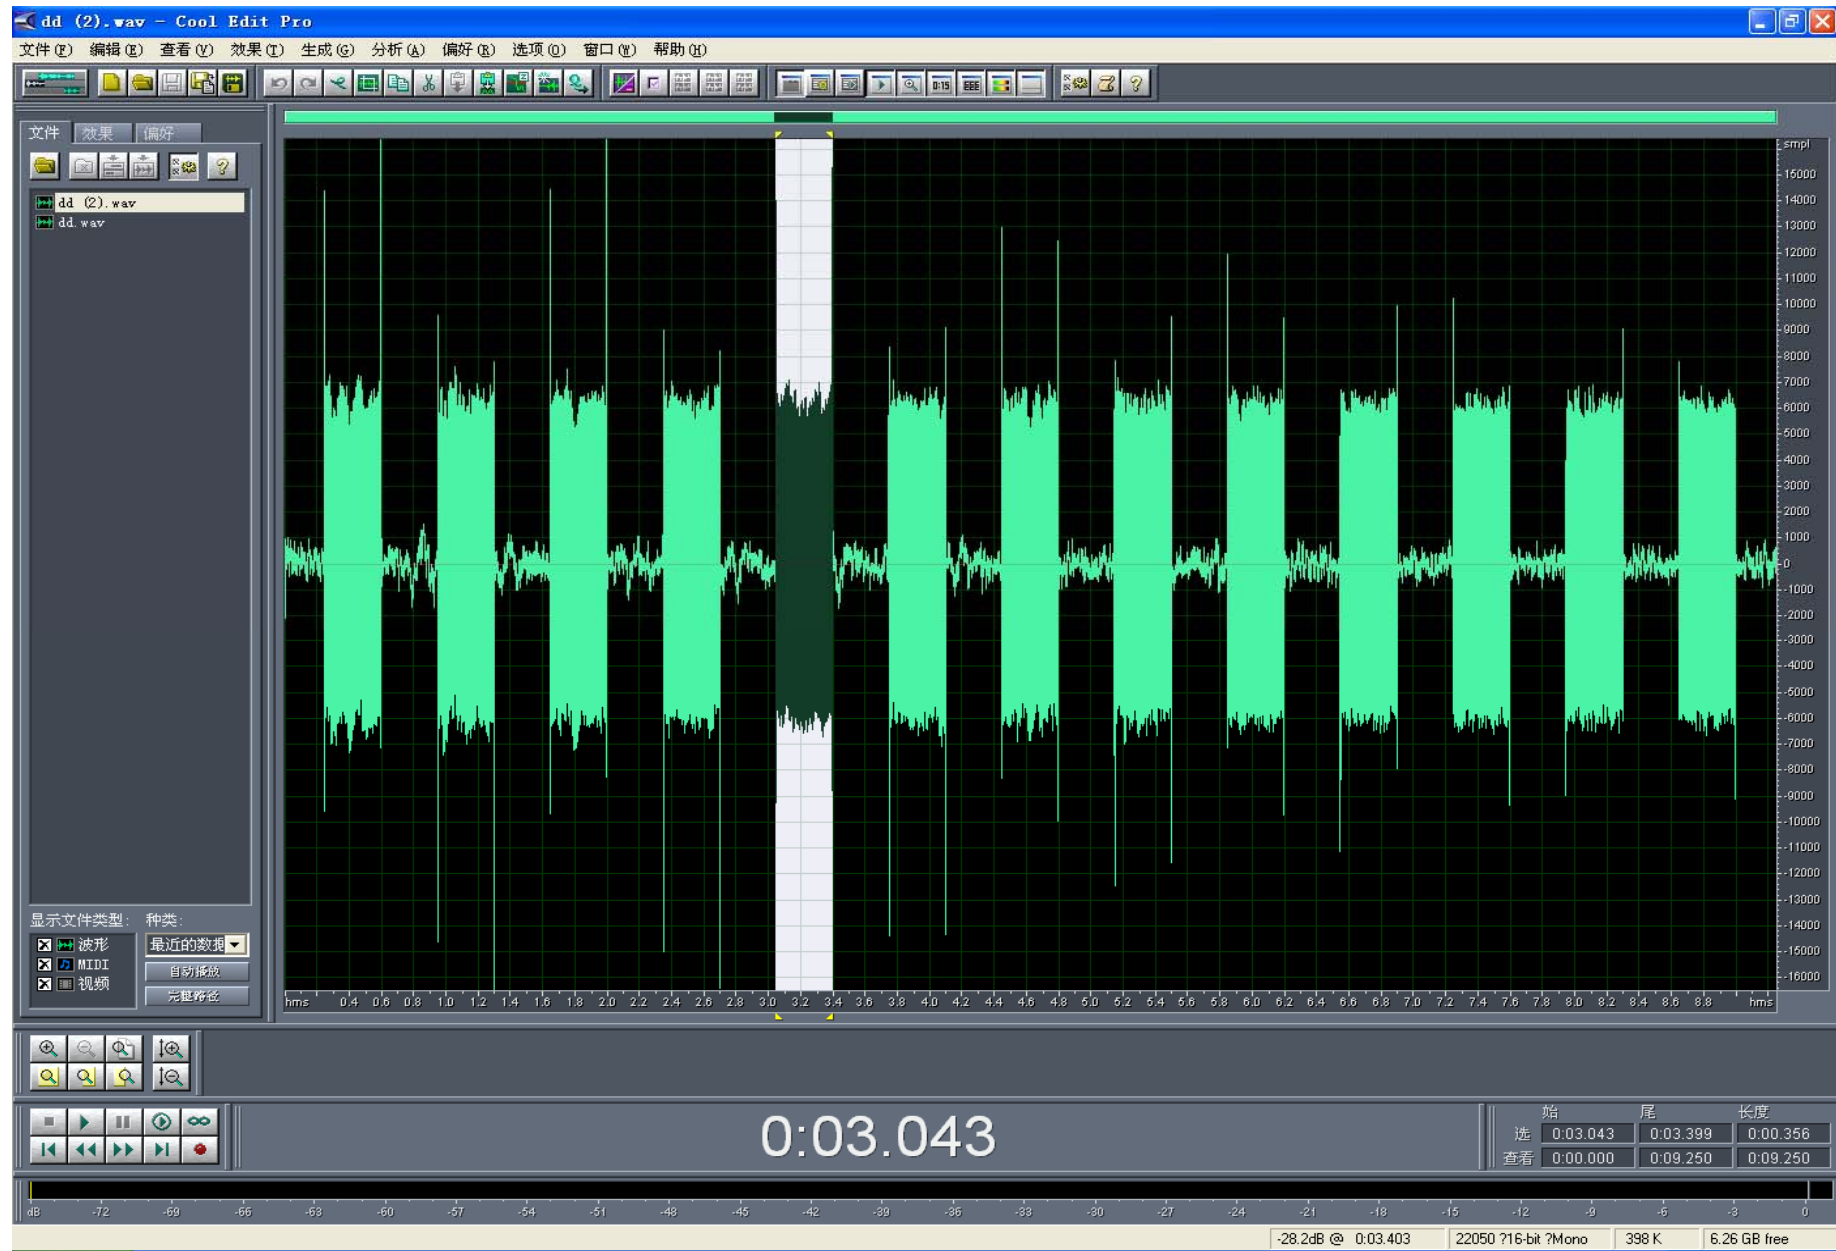 dd (2).wav - Cool Edit Pro
文件(F) 编辑(E) 查看(V) 效果(T) 生成(G) 分析(A) 偏好(R) 选项(O) 窗口(W) 帮助(H)
0:15
文件 效果 偏好
dd (2).wav
dd.wav
smpl
15000
14000
13000
12000
11000
10000
9000
8000
7000
6000
5000
4000
3000
2000
1000
0
-1000
-2000
-3000
-4000
-5000
-6000
-7000
-8000
-9000
-10000
-11000
-12000
-13000
-14000
-15000
-16000
显示文件类型: 种类:
波形 最近的数据
MIDI 自动播放
视频 完整路径
hms 0.4 0.6 0.8 1.0 1.2 1.4 1.6 1.8 2.0 2.2 2.4 2.6 2.8 3.0 3.2 3.4 3.6 3.8 4.0 4.2 4.4 4.6 4.8 5.0 5.2 5.4 5.6 5.8 6.0 6.2 6.4 6.6 6.8 7.0 7.2 7.4 7.6 7.8 8.0 8.2 8.4 8.6 8.8 hms
0:03.043
始 尾 长度
选 0:03.043 0:03.399 0:00.356
查看 0:00.000 0:09.250 0:09.250
dB -72 -69 -66 -63 -60 -57 -54 -51 -48 -45 -42 -39 -36 -33 -30 -27 -24 -21 -18 -15 -12 -9 -6 -3 0
-28.2dB @ 0:03.403 22050 ?16-bit ?Mono 398 K 6.26 GB free